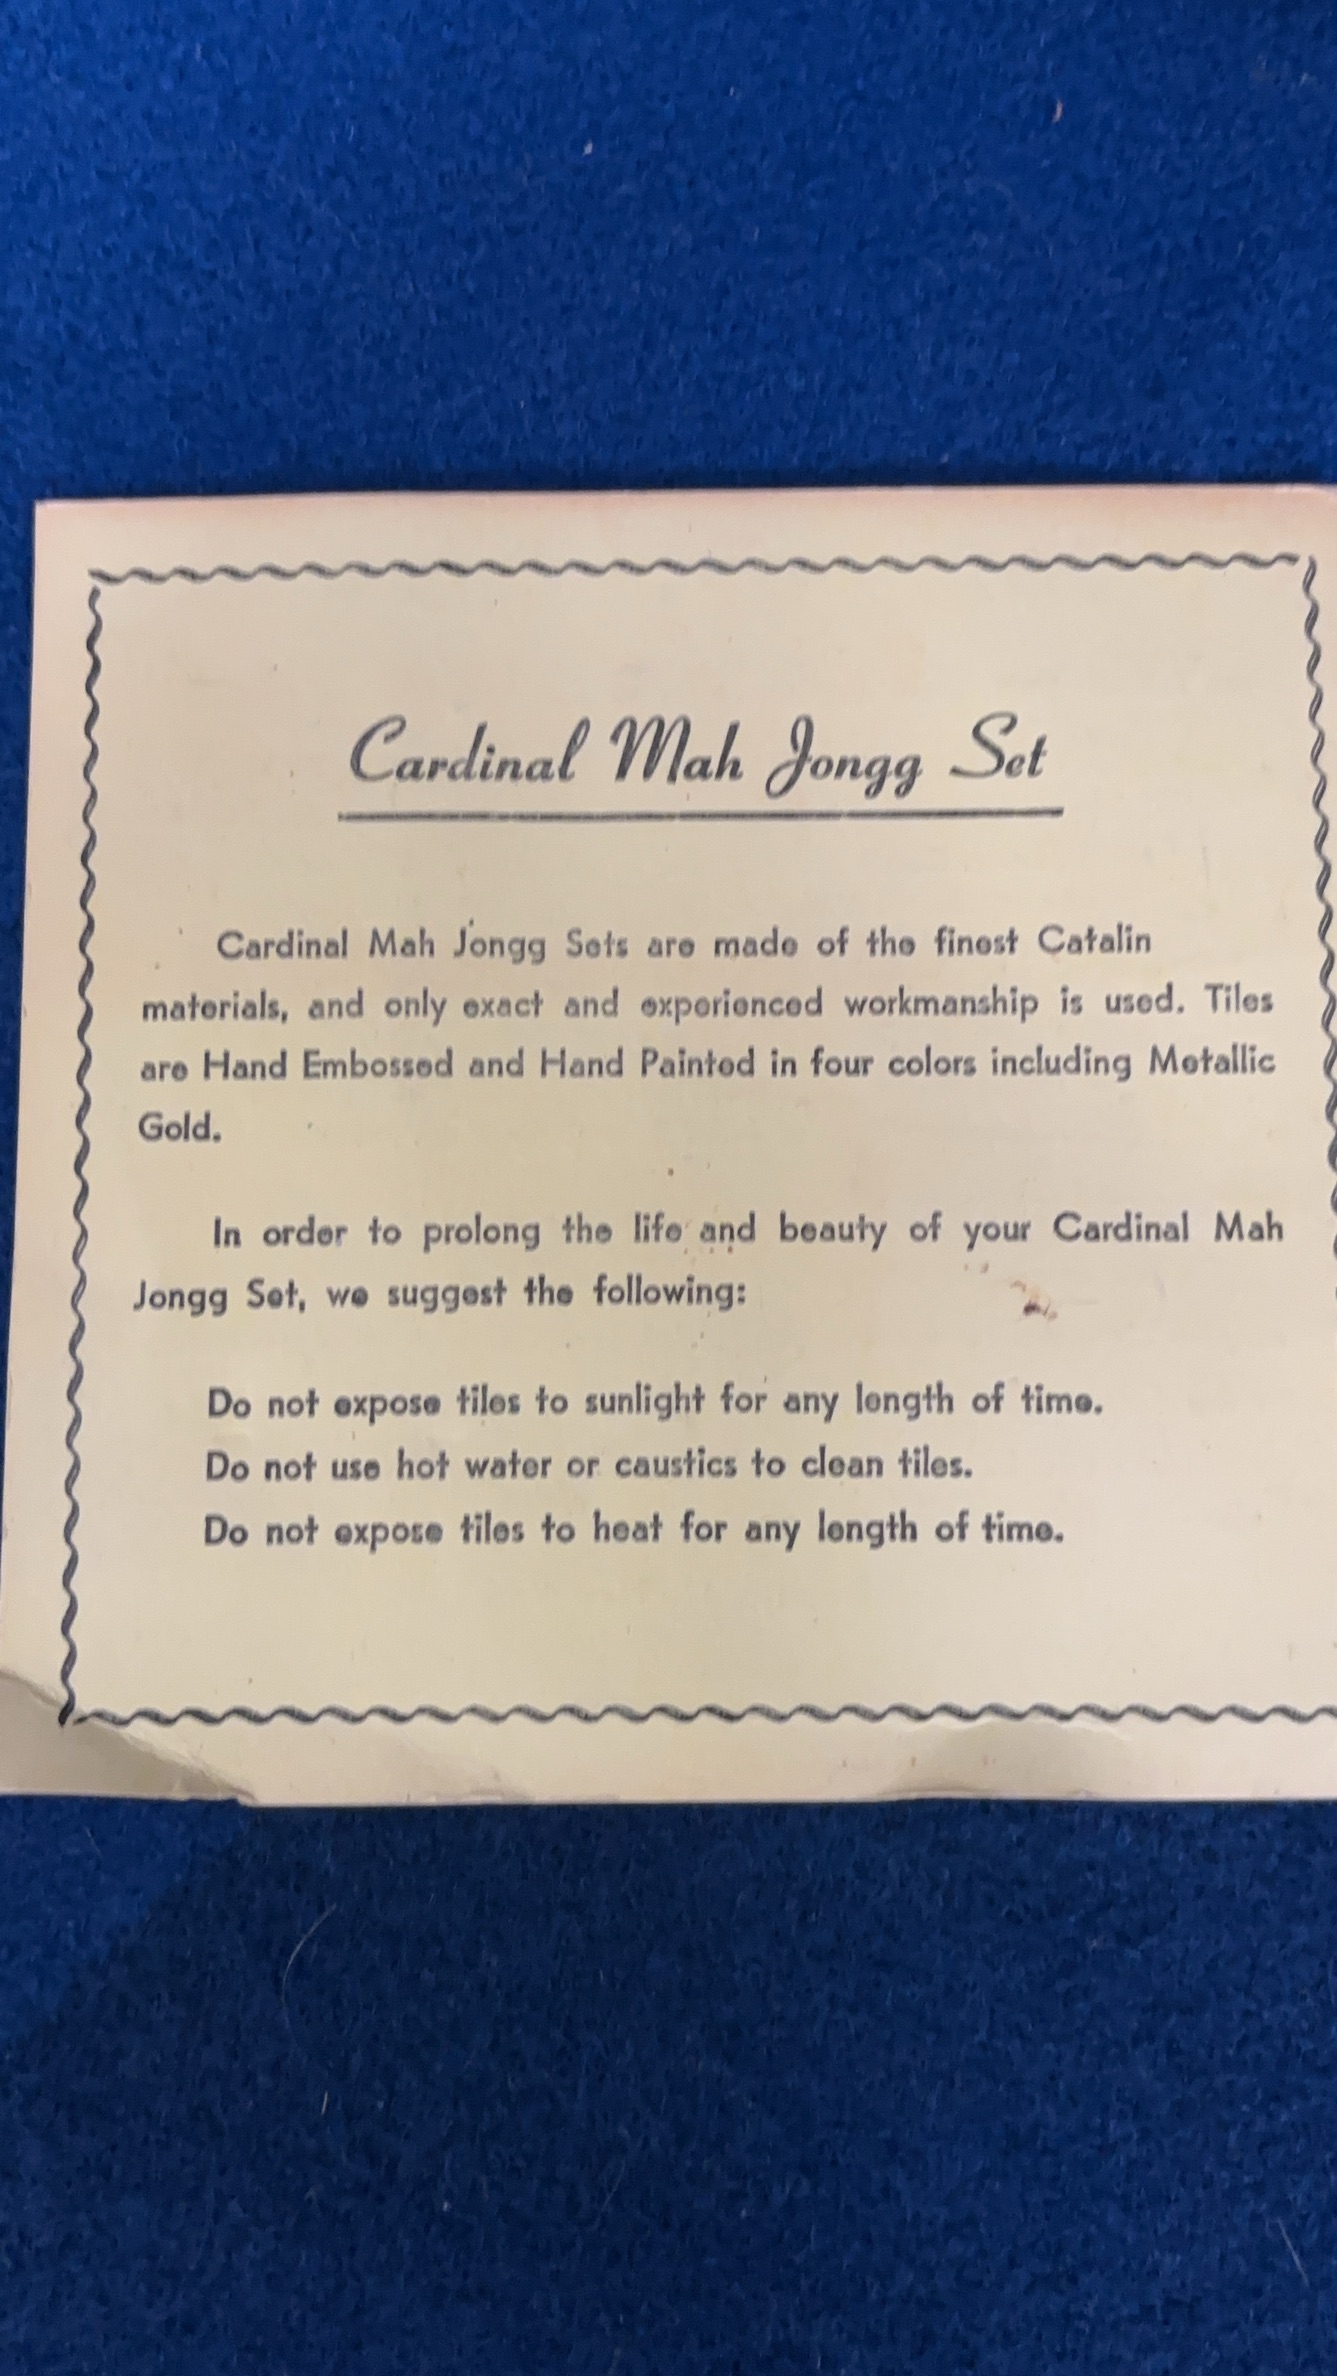 Cardinal Mah Jongg Set
Cardinal Mah Jongg Sets are made of the finest Catalin
materials, and only exact and experienced workmanship is used. Tiles
are Hand Embossed and Hand Painted in four colors including Metallic
Gold.
In order to prolong the life and beauty of your Cardinal Mah
Jongg Set, we suggest the following:
Do not expose tiles to sunlight for any length of time.
Do not use hot water or caustics to clean tiles.
Do not expose tiles to heat for any length of time.